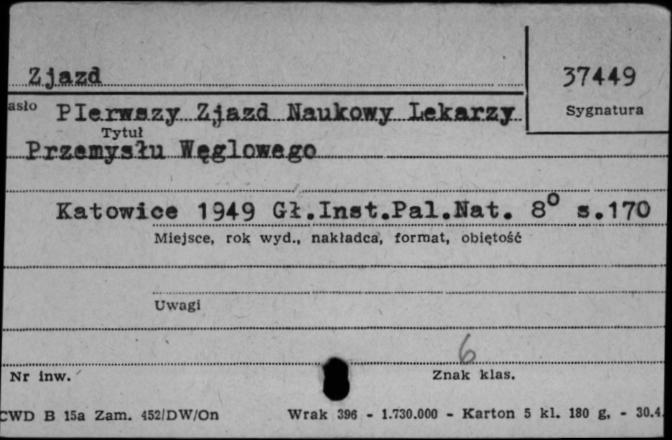 Zjazd
37449
asło
PIerwszy Zjazd Naukowy Lekarzy
Sygnatura
Tytuł
Przemysłu Węglowego
Katowice 1949 Gł.Inst.Pal.Nat. 8° s.170
Miejsce, rok wyd., nakładca, format, objętość
Uwagi
6
Nr inw.
Znak klas.
CWD B 15a Zam. 452/DW/On Wrak 396 - 1.730.000 - Karton 5 kl. 180 g. - 30.4.